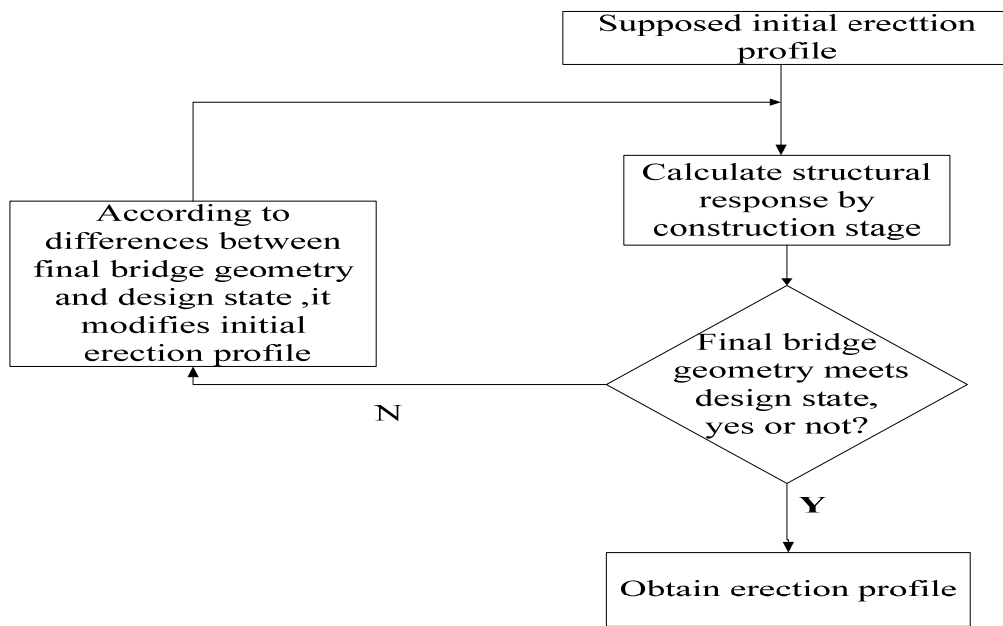 Supposed initial erecttion
profile
Calculate structural
response by
construction stage
According to
differences between
final bridge geometry
and design state ,it
modifies initial
erection profile
Final bridge
geometry meets
design state,
yes or not?
N
Y
Obtain erection profile